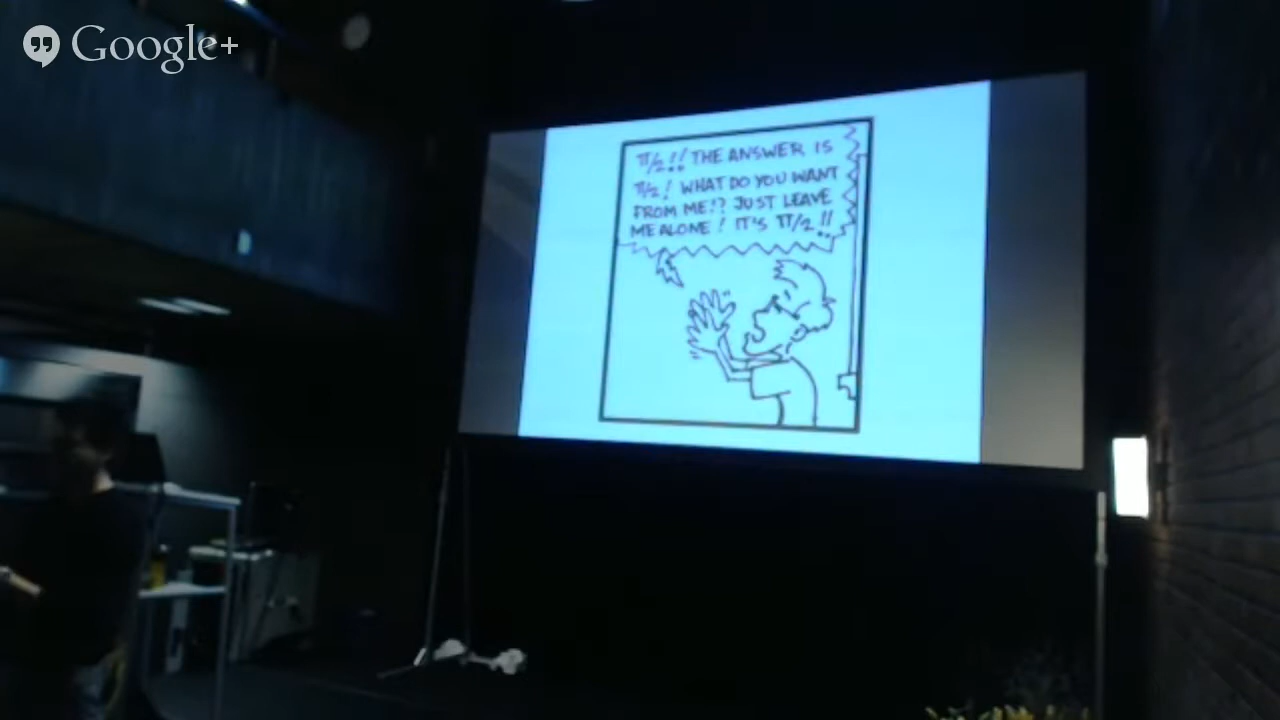 Google+
π/2!! THE ANSWER IS
π/2! WHAT DO YOU WANT
FROM ME!? JUST LEAVE
ME ALONE! IT'S π/2!!